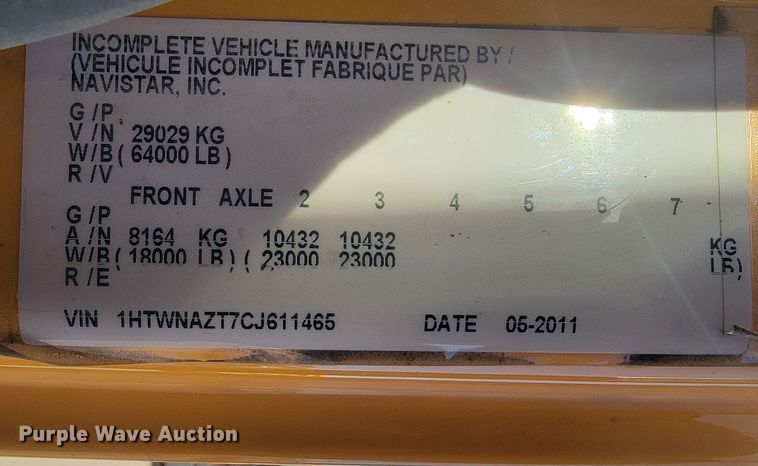 INCOMPLETE VEHICLE MANUFACTURED BY /
(VEHICULE INCOMPLET FABRIQUE PAR)
NAVISTAR, INC.
G /P
V /N 29029 KG
W/B ( 64000 LB )
R /V
FRONT AXLE 2 3 4 5 6 7
G /P
A /N 8164 KG 10432 10432 KG
W/B ( 18000 LB) ( 23000 23000 LB)
R /E
VIN 1HTWNAZT7CJ611465 DATE 05-2011
Purple Wave Auction